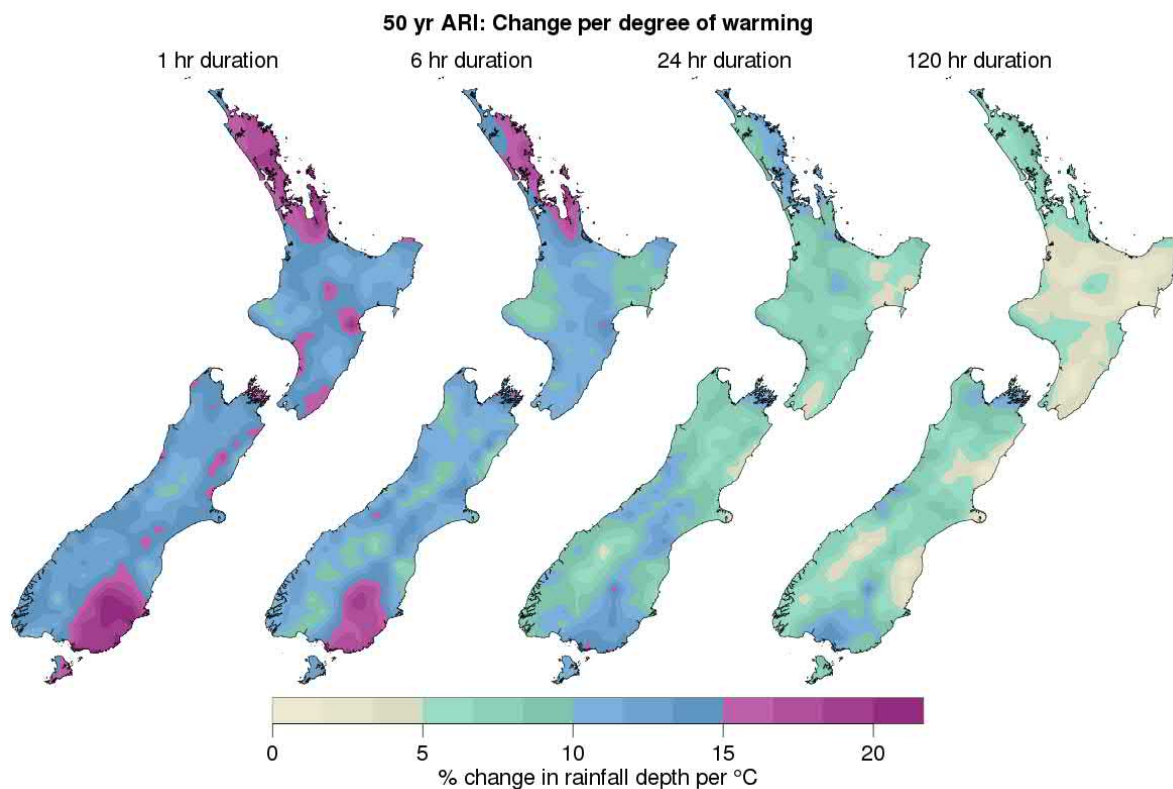 50 yr ARI: Change per degree of warming
1 hr duration
6 hr duration
24 hr duration
120 hr duration
0
5
10
15
20
% change in rainfall depth per °C